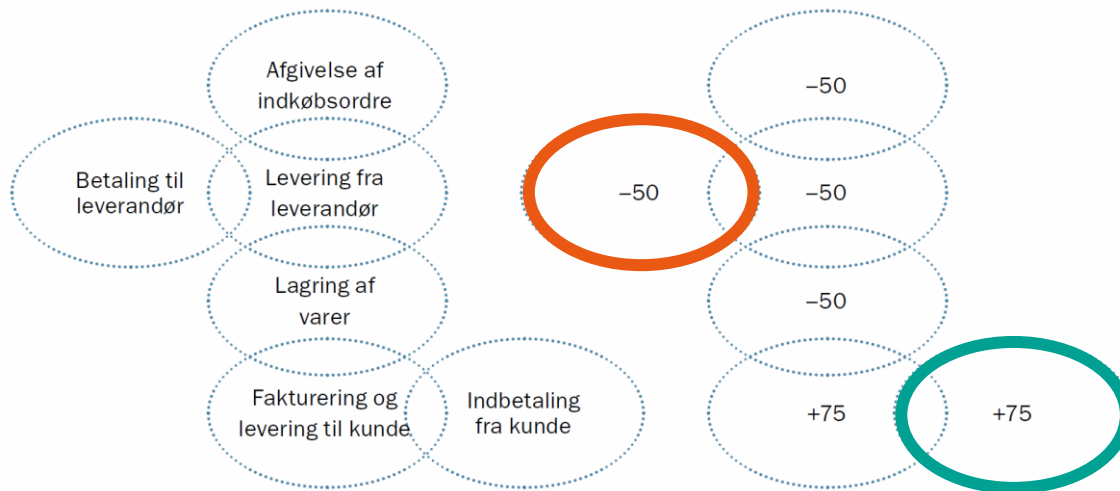 Afgivelse af
indkøbsordre
–50
Betaling til
leverandør
Levering fra
leverandør
–50
–50
Lagring af
varer
–50
Fakturering og
levering til kunde
Indbetaling
fra kunde
+75
+75